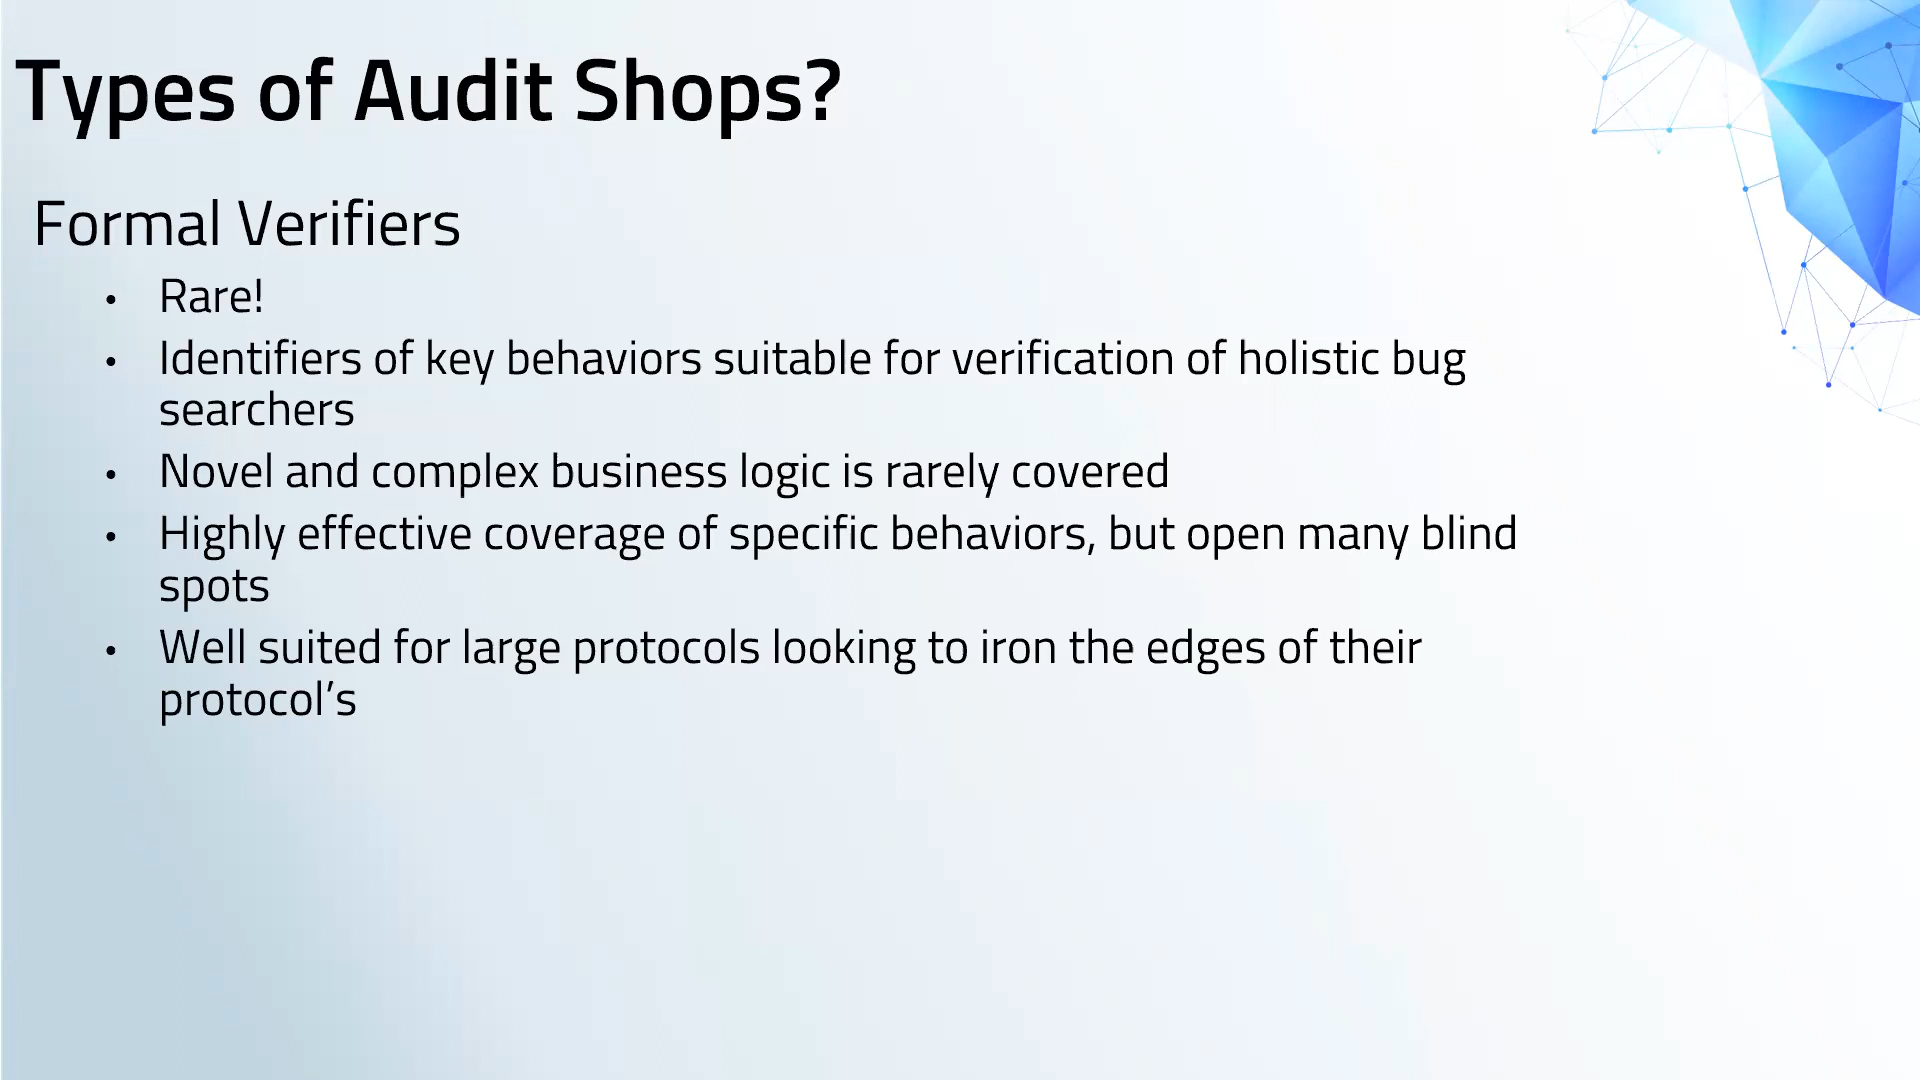 Types of Audit Shops?
Formal Verifiers
• Rare!
• Identifiers of key behaviors suitable for verification of holistic bug
searchers
• Novel and complex business logic is rarely covered
• Highly effective coverage of specific behaviors, but open many blind
spots
• Well suited for large protocols looking to iron the edges of their
protocol’s